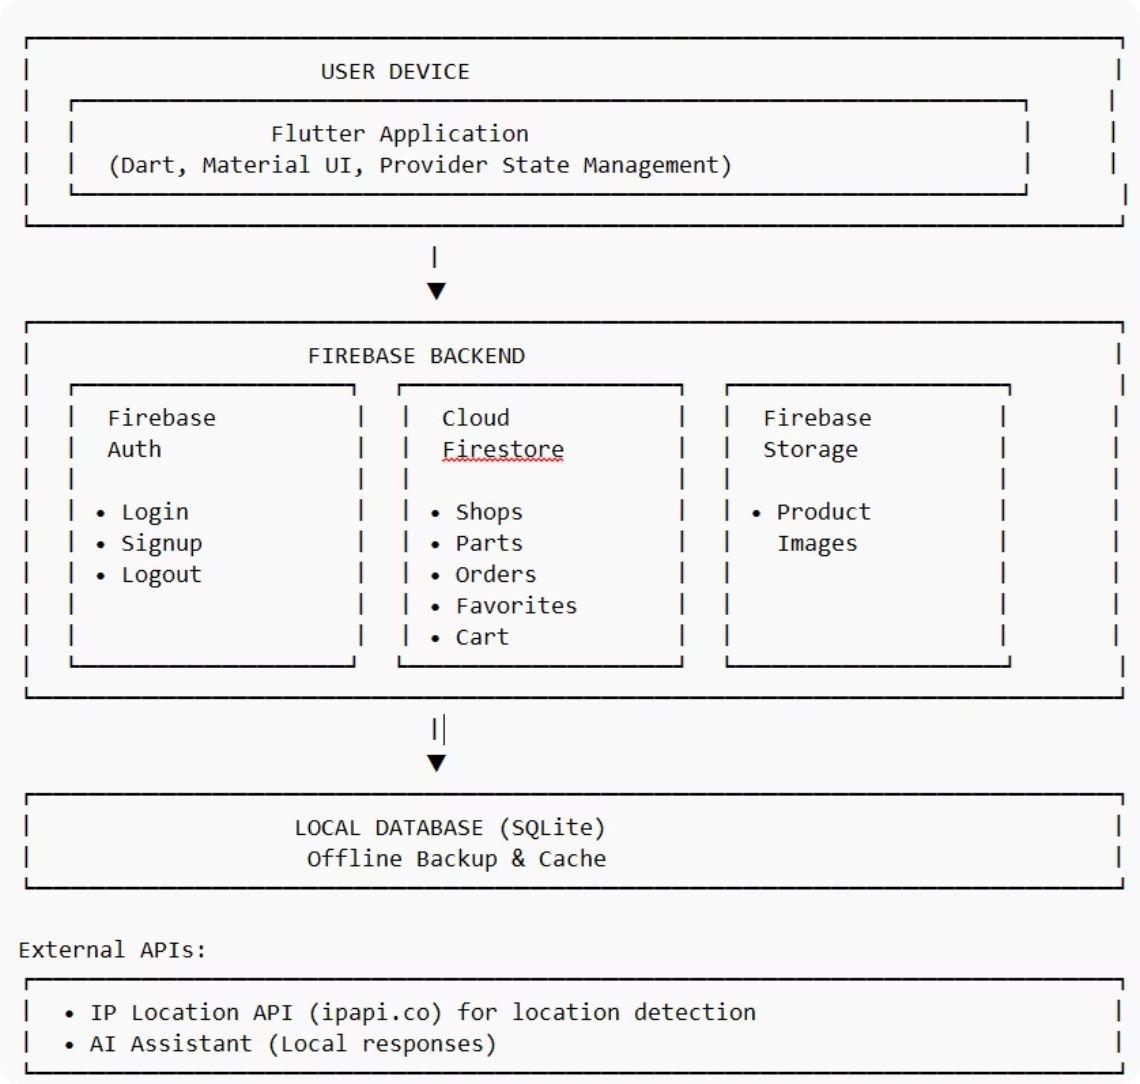 USER DEVICE
Flutter Application
(Dart, Material UI, Provider State Management)
FIREBASE BACKEND
Firebase Cloud Firebase
Auth Firestore Storage
• Login • Shops • Product
• Signup • Parts Images
• Logout • Orders
• Favorites
• Cart
LOCAL DATABASE (SQLite)
Offline Backup & Cache
External APIs:
• IP Location API (ipapi.co) for location detection
• AI Assistant (Local responses)